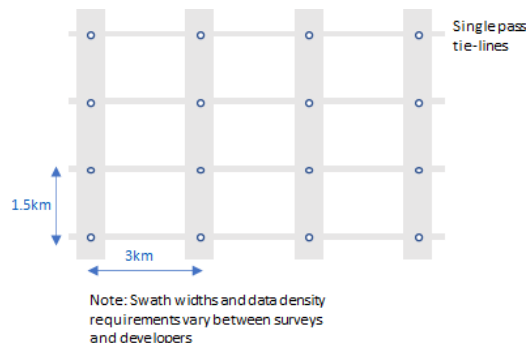 Single pass
tie-lines
1.5km
3km
Note: Swath widths and data density
requirements vary between surveys
and developers